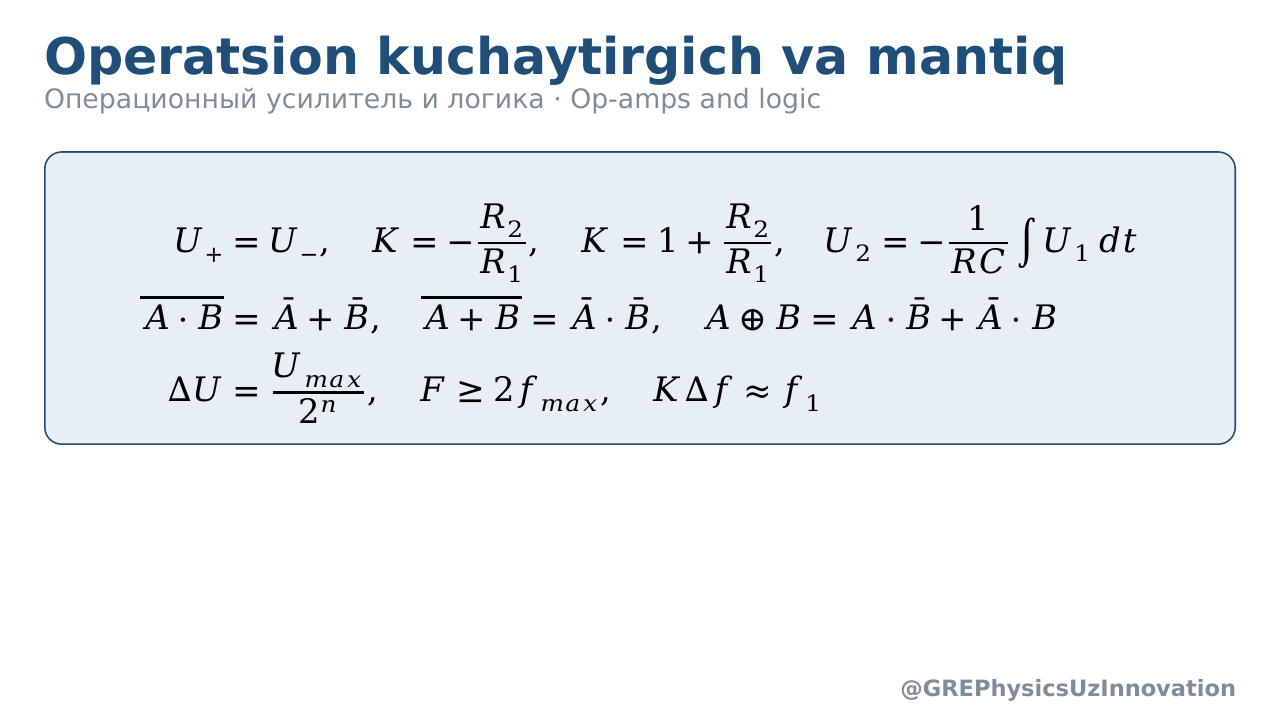 Operatsion kuchaytirgich va mantiq
Операционный усилитель и логика · Op-amps and logic
U₊ = U₋, K = −R₂/R₁, K = 1 + R₂/R₁, U₂ = −1/(RC) ∫ U₁ dt
A̅ ̅·̅ ̅B̅ = Ā + B̄, A̅ ̅+̅ ̅B̅ = Ā · B̄, A ⊕ B = A · B̄ + Ā · B
ΔU = U_max/2ⁿ, F ≥ 2f_max, K Δf ≈ f₁
@GREPhysicsUzInnovation